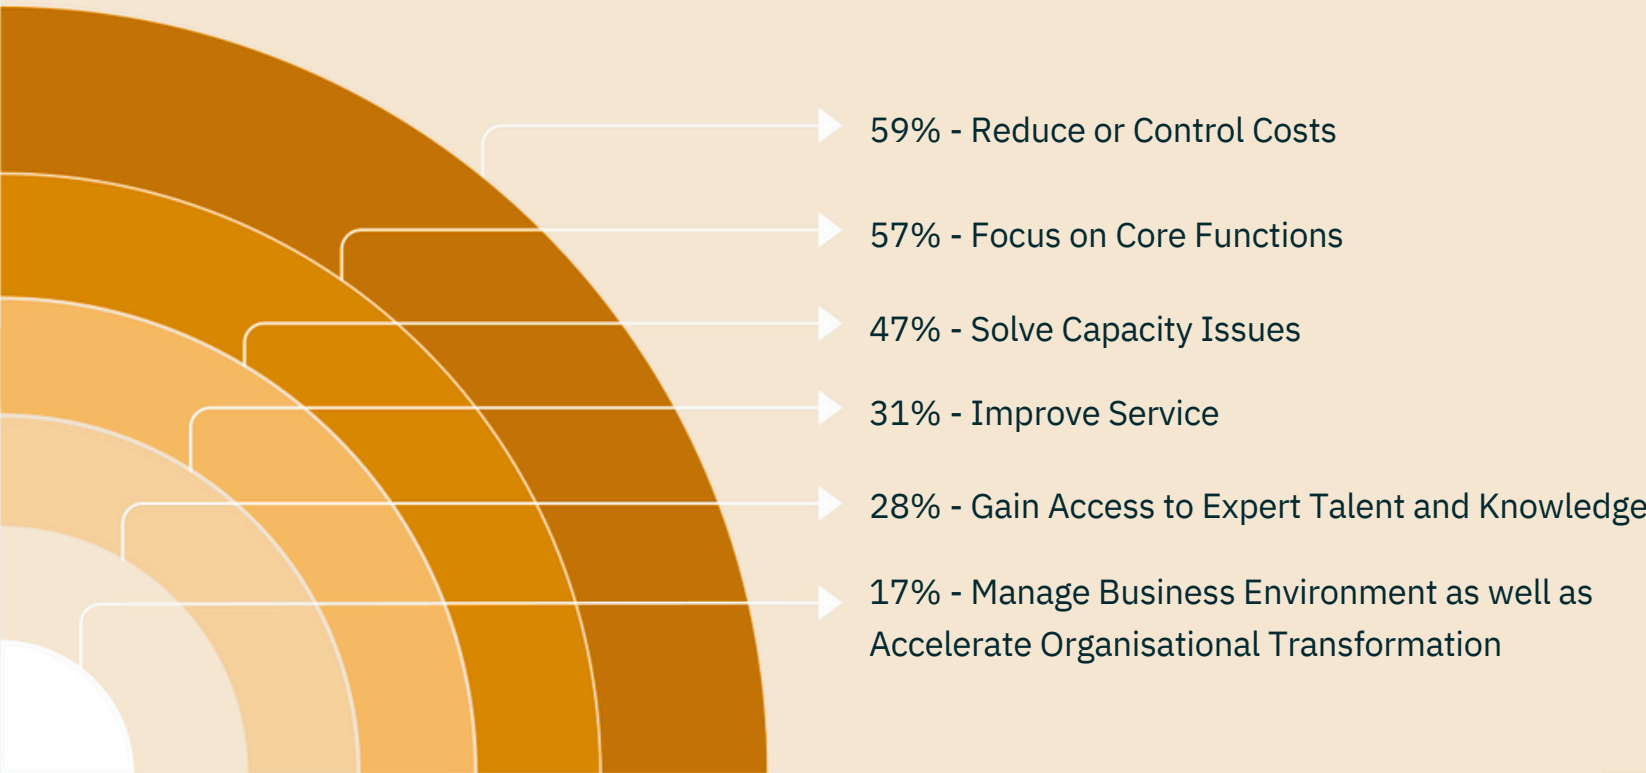 59% - Reduce or Control Costs
57% - Focus on Core Functions
47% - Solve Capacity Issues
31% - Improve Service
28% - Gain Access to Expert Talent and Knowledge
17% - Manage Business Environment as well as
Accelerate Organisational Transformation